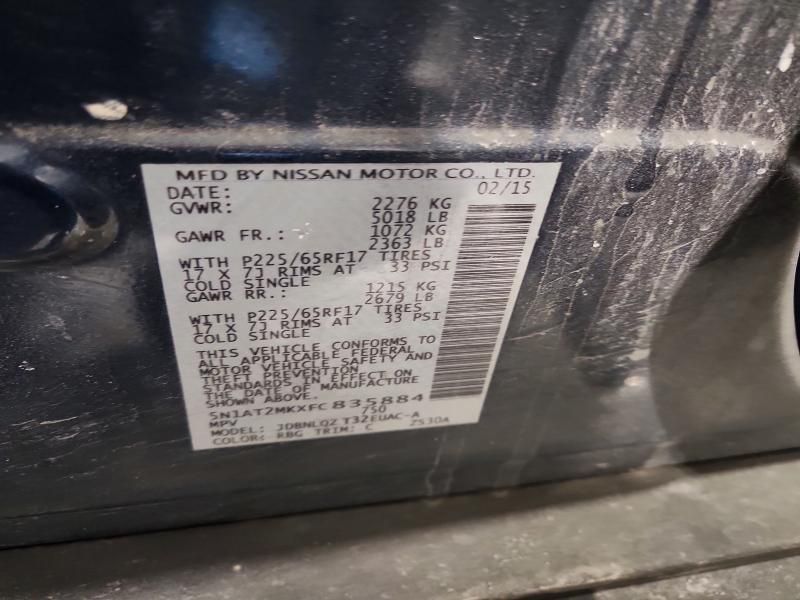 MFD BY NISSAN MOTOR CO., LTD.
DATE: 02/15
GVWR: 2276 KG
5018 LB
GAWR FR.: 1072 KG
2363 LB
WITH P225/65RF17 TIRES
17 X 7J RIMS AT 33 PSI
COLD SINGLE
GAWR RR.: 1215 KG
2679 LB
WITH P225/65RF17 TIRES
17 X 7J RIMS AT 33 PSI
COLD SINGLE
THIS VEHICLE CONFORMS TO
ALL APPLICABLE FEDERAL
MOTOR VEHICLE SAFETY AND
THEFT PREVENTION
STANDARDS IN EFFECT ON
THE DATE OF MANUFACTURE
SHOWN ABOVE.
5N1AT2MKXFC835884
MPV 750
MODEL: JDBNLQZ T32EUAC-A
COLOR: RBG TRIM: C ZS30A